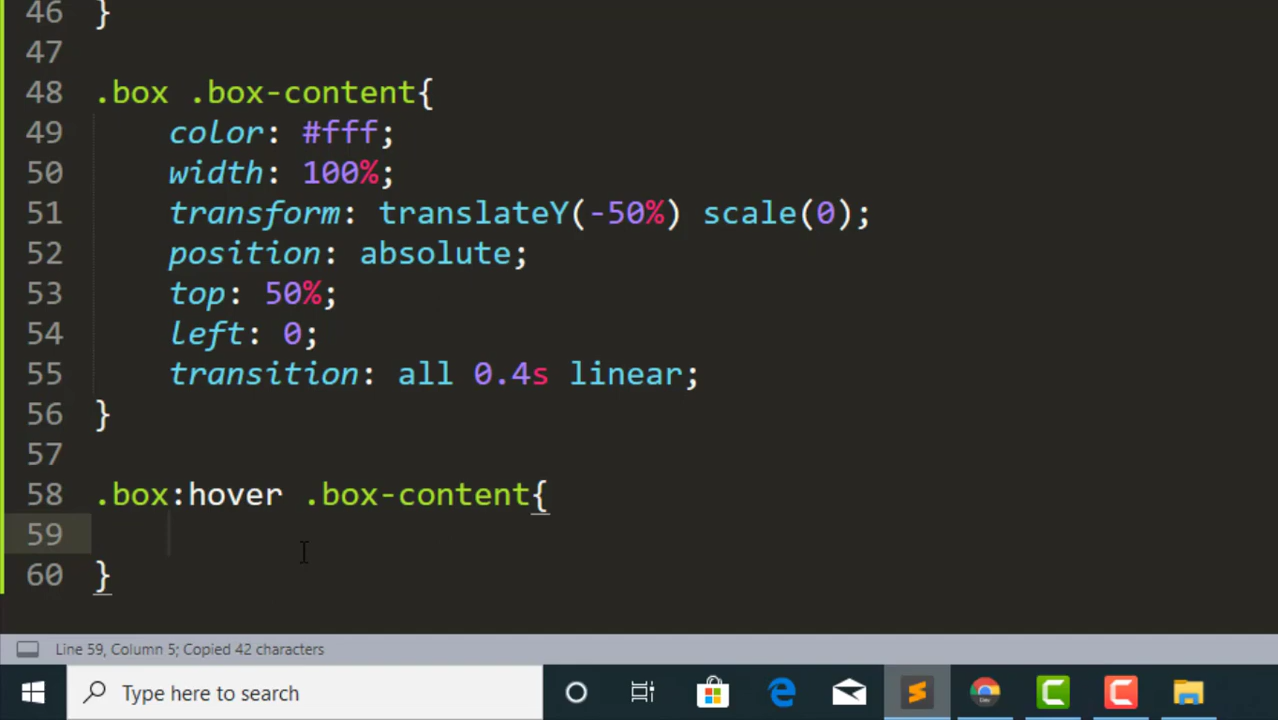 46 }
47
48 .box .box-content{
49 color: #fff;
50 width: 100%;
51 transform: translateY(-50%) scale(0);
52 position: absolute;
53 top: 50%;
54 left: 0;
55 transition: all 0.4s linear;
56 }
57
58 .box:hover .box-content{
59
60 }
Line 59, Column 5; Copied 42 characters
Type here to search